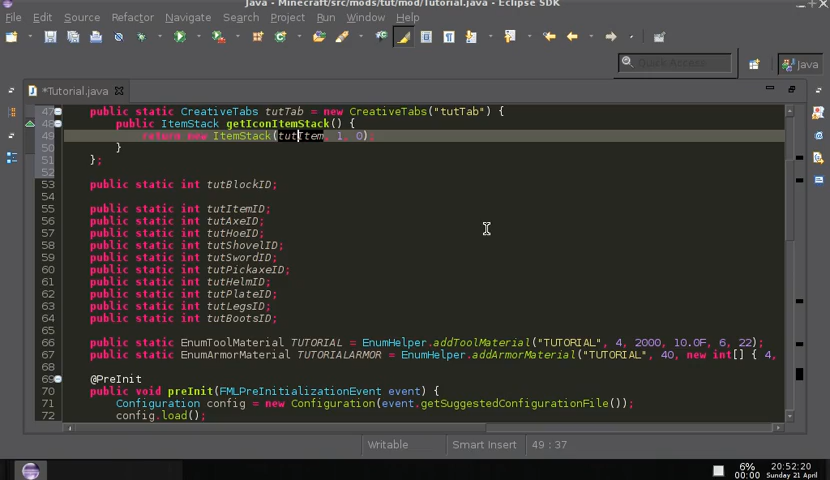 Java - Minecraft/src/mods/tut/mod/Tutorial.java - Eclipse SDK
File Edit Source Refactor Navigate Search Project Run Window Help
Quick Access
Java
*Tutorial.java
47 public static CreativeTabs tutTab = new CreativeTabs("tutTab") {
48 public ItemStack getIconItemStack() {
49 return new ItemStack(tutItem, 1, 0);
50 }
51 };
52
53 public static int tutBlockID;
54
55 public static int tutItemID;
56 public static int tutAxeID;
57 public static int tutHoeID;
58 public static int tutShovelID;
59 public static int tutSwordID;
60 public static int tutPickaxeID;
61 public static int tutHelmID;
62 public static int tutPlateID;
63 public static int tutLegsID;
64 public static int tutBootsID;
65
66 public static EnumToolMaterial TUTORIAL = EnumHelper.addToolMaterial("TUTORIAL", 4, 2000, 10.0F, 6, 22);
67 public static EnumArmorMaterial TUTORIALARMOR = EnumHelper.addArmorMaterial("TUTORIAL", 40, new int[] { 4,
68
69 @PreInit
70 public void preInit(FMLPreInitializationEvent event) {
71 Configuration config = new Configuration(event.getSuggestedConfigurationFile());
72 config.load();
Writable Smart Insert 49 : 37
6%
00:00
20:52:20
Sunday 21 April